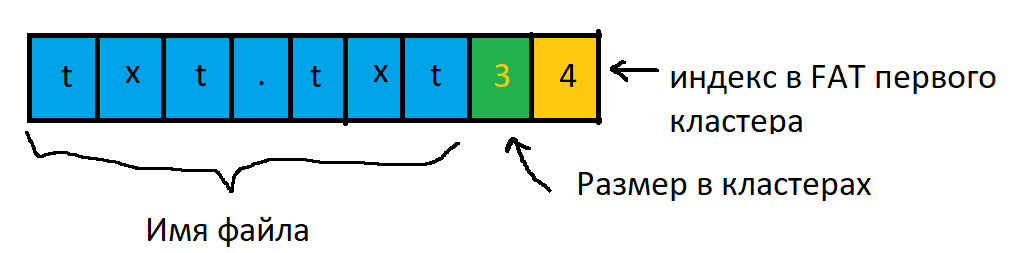 t x t . t x t 3 4
индекс в FAT первого
кластера
Размер в кластерах
Имя файла